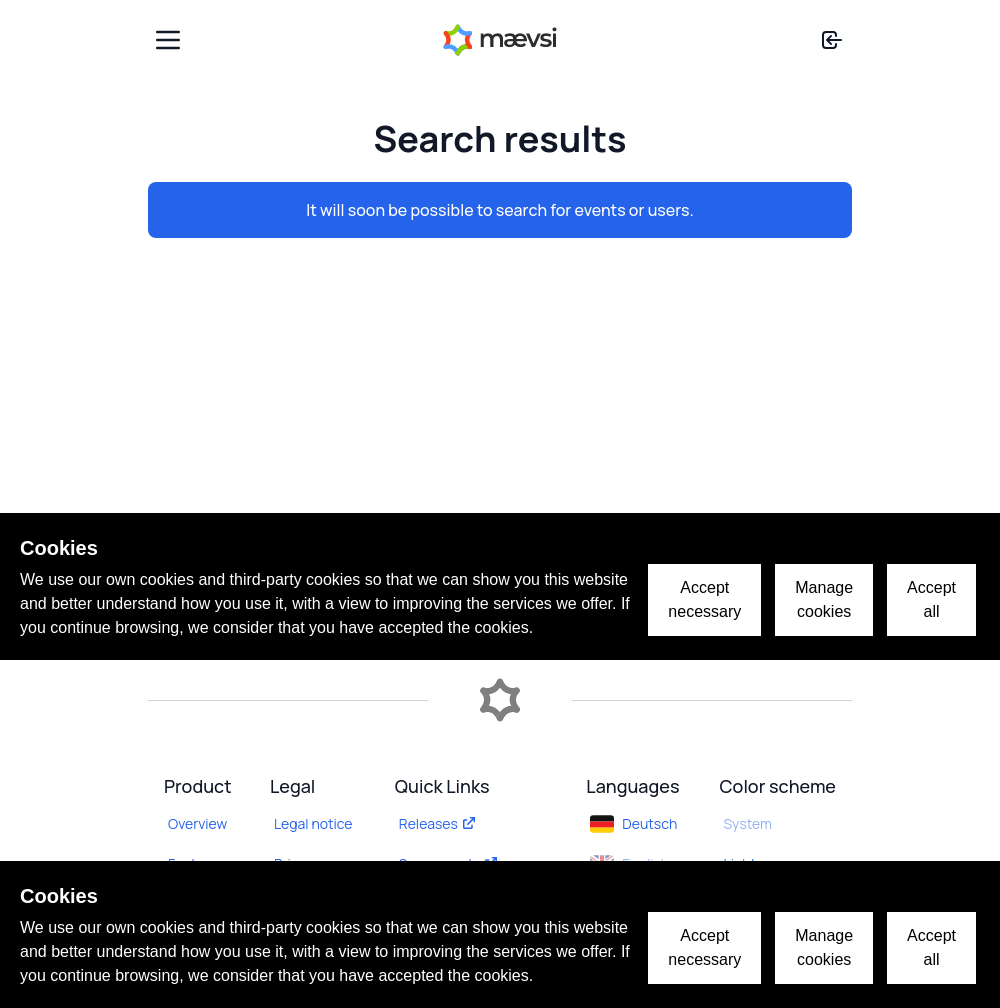 mævsi
Search results
It will soon be possible to search for events or users.
Cookies
We use our own cookies and third-party cookies so that we can show you this website
and better understand how you use it, with a view to improving the services we offer. If
you continue browsing, we consider that you have accepted the cookies.
Accept
necessary
Manage
cookies
Accept
all
Product
Legal
Quick Links
Languages
Color scheme
Overview
Legal notice
Releases
Deutsch
System
Cookies
We use our own cookies and third-party cookies so that we can show you this website
and better understand how you use it, with a view to improving the services we offer. If
you continue browsing, we consider that you have accepted the cookies.
Accept
necessary
Manage
cookies
Accept
all